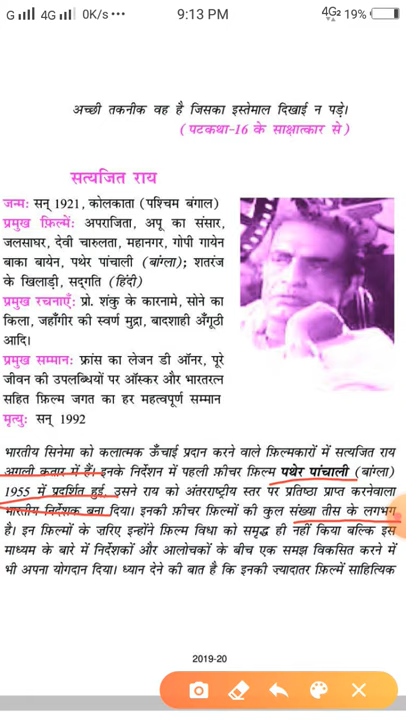 G 4G 0K/s ••• 9:13 PM 4G2 19%
अच्छी तकनीक वह है जिसका इस्तेमाल दिखाई न पड़े।
(पटकथा-16 के साक्षात्कार से)
सत्यजित राय
जन्म: सन् 1921, कोलकाता (पश्चिम बंगाल)
प्रमुख फ़िल्में: अपराजिता, अपू का संसार,
जलसाघर, देवी चारुलता, महानगर, गोपी गायेन
बाका बायेन, पथेर पांचाली (बांग्ला); शतरंज
के खिलाड़ी, सद्गति (हिंदी)
प्रमुख रचनाएँ: प्रो. शंकु के कारनामे, सोने का
किला, जहाँगीर की स्वर्ण मुद्रा, बादशाही अँगूठी
आदि।
प्रमुख सम्मान: फ्रांस का लेजन डी ऑनर, पूरे
जीवन की उपलब्धियों पर ऑस्कर और भारतरत्न
सहित फ़िल्म जगत का हर महत्वपूर्ण सम्मान
मृत्यु: सन् 1992
भारतीय सिनेमा को कलात्मक ऊँचाई प्रदान करने वाले फ़िल्मकारों में सत्यजित राय
अगली कतार में हैं। इनके निर्देशन में पहली फ़ीचर फ़िल्म पथेर पांचाली (बांग्ला)
1955 में प्रदर्शित हुई, उसने राय को अंतरराष्ट्रीय स्तर पर प्रतिष्ठा प्राप्त करनेवाला
भारतीय निर्देशक बना दिया। इनकी फ़ीचर फ़िल्मों की कुल संख्या तीस के लगभग
है। इन फ़िल्मों के ज़रिए इन्होंने फ़िल्म विधा को समृद्ध ही नहीं किया बल्कि इस
माध्यम के बारे में निर्देशकों और आलोचकों के बीच एक समझ विकसित करने में
भी अपना योगदान दिया। ध्यान देने की बात है कि इनकी ज़्यादातर फ़िल्में साहित्यिक
2019-20